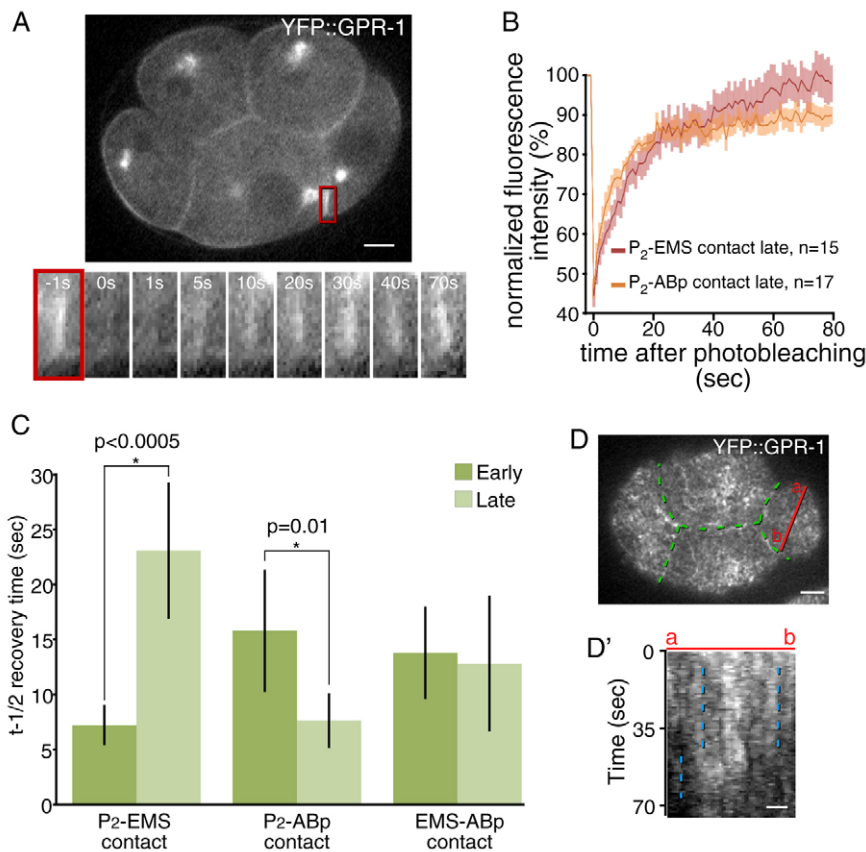 A
YFP::GPR-1
-1s 0s 1s 5s 10s 20s 30s 40s 70s
B
normalized fluorescence
intensity (%)
100
90
80
70
60
50
40
P2-EMS contact late, n=15
P2-ABp contact late, n=17
0 20 40 60 80
time after photobleaching
(sec)
C
t-1/2 recovery time (sec)
30
25
20
15
10
5
0
p<0.0005
*
p=0.01
*
Early
Late
P2-EMS
contact
P2-ABp
contact
EMS-ABp
contact
D
YFP::GPR-1
a
b
D'
a b
Time (sec)
0
35
70